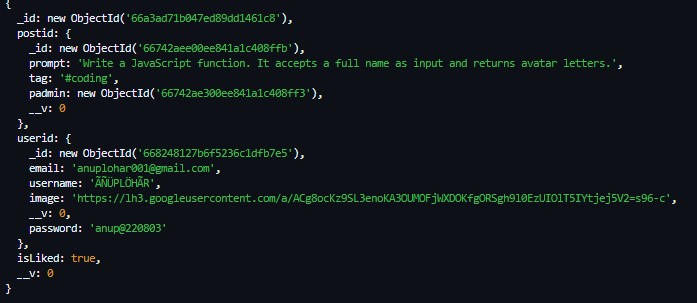 {
_id: new ObjectId('66a3ad71b047ed89dd1461c8'),
postid: {
_id: new ObjectId('66742aee00ee841a1c408ffb'),
prompt: 'Write a JavaScript function. It accepts a full name as input and returns avatar letters.',
tag: '#coding',
padmin: new ObjectId('66742ae300ee841a1c408ff3'),
__v: 0
},
userid: {
_id: new ObjectId('668248127b6f5236c1dfb7e5'),
email: 'anuplohar001@gmail.com',
username: 'ÃÑÜPLÖHÃR',
image: 'https://lh3.googleusercontent.com/a/ACg8ocKz9SL3enoKA3OUMOFjWXDOKfgORSgh9l0EzUIOlT5IYtjej5V2=s96-c',
__v: 0,
password: 'anup@220803'
},
isLiked: true,
__v: 0
}